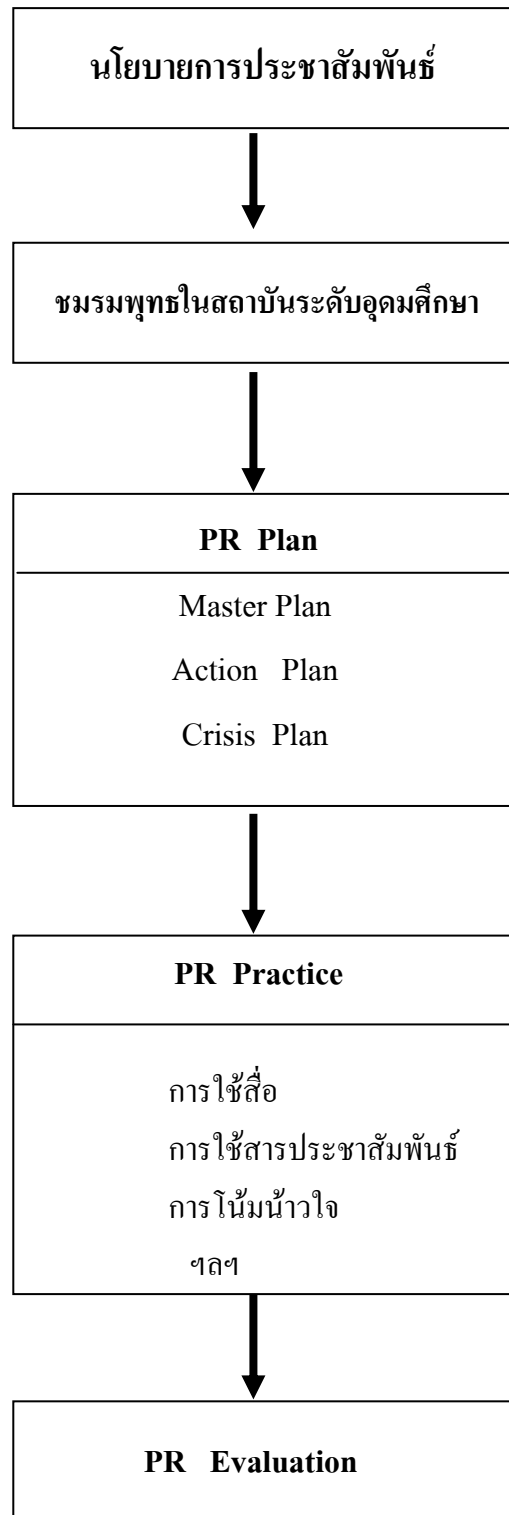 นโยบายการประชาสัมพันธ์
ชมรมพุทธในสถาบันระดับอุดมศึกษา
PR Plan
Master Plan
Action Plan
Crisis Plan
PR Practice
การใช้สื่อ
การใช้สารประชาสัมพันธ์
การโน้มน้าวใจ
ฯลฯ
PR Evaluation